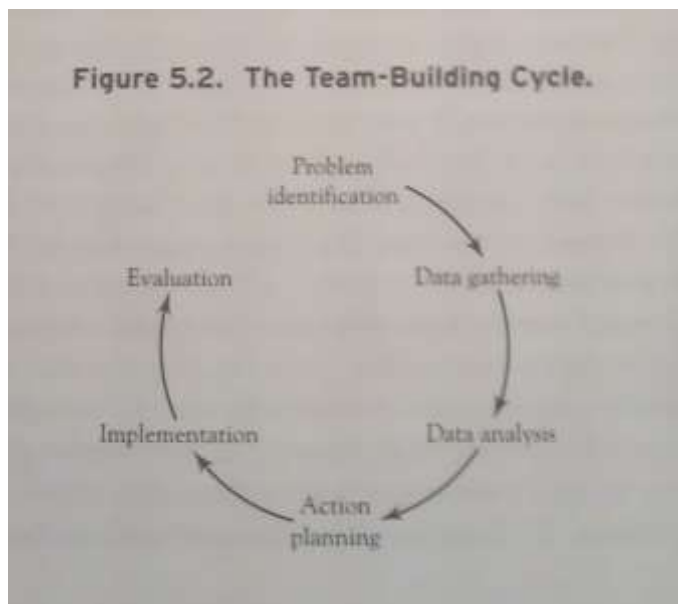 Figure 5.2. The Team-Building Cycle.
Problem
identification
Data gathering
Data analysis
Action
planning
Implementation
Evaluation